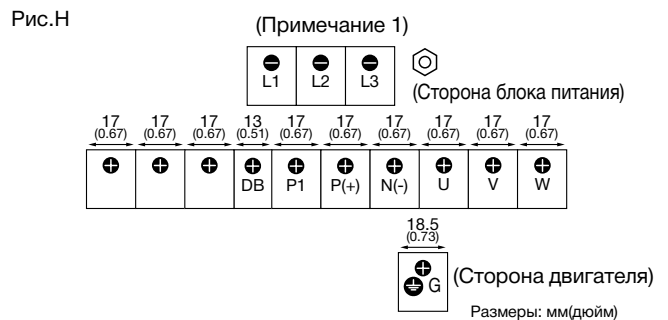 Рис.H
(Примечание 1)
L1 L2 L3
(Сторона блока питания)
17 17 17 13 17 17 17 17 17 17
(0.67) (0.67) (0.67) (0.51) (0.67) (0.67) (0.67) (0.67) (0.67) (0.67)
DB P1 P(+) N(-) U V W
18.5
(0.73)
G (Сторона двигателя)
Размеры: мм(дюйм)